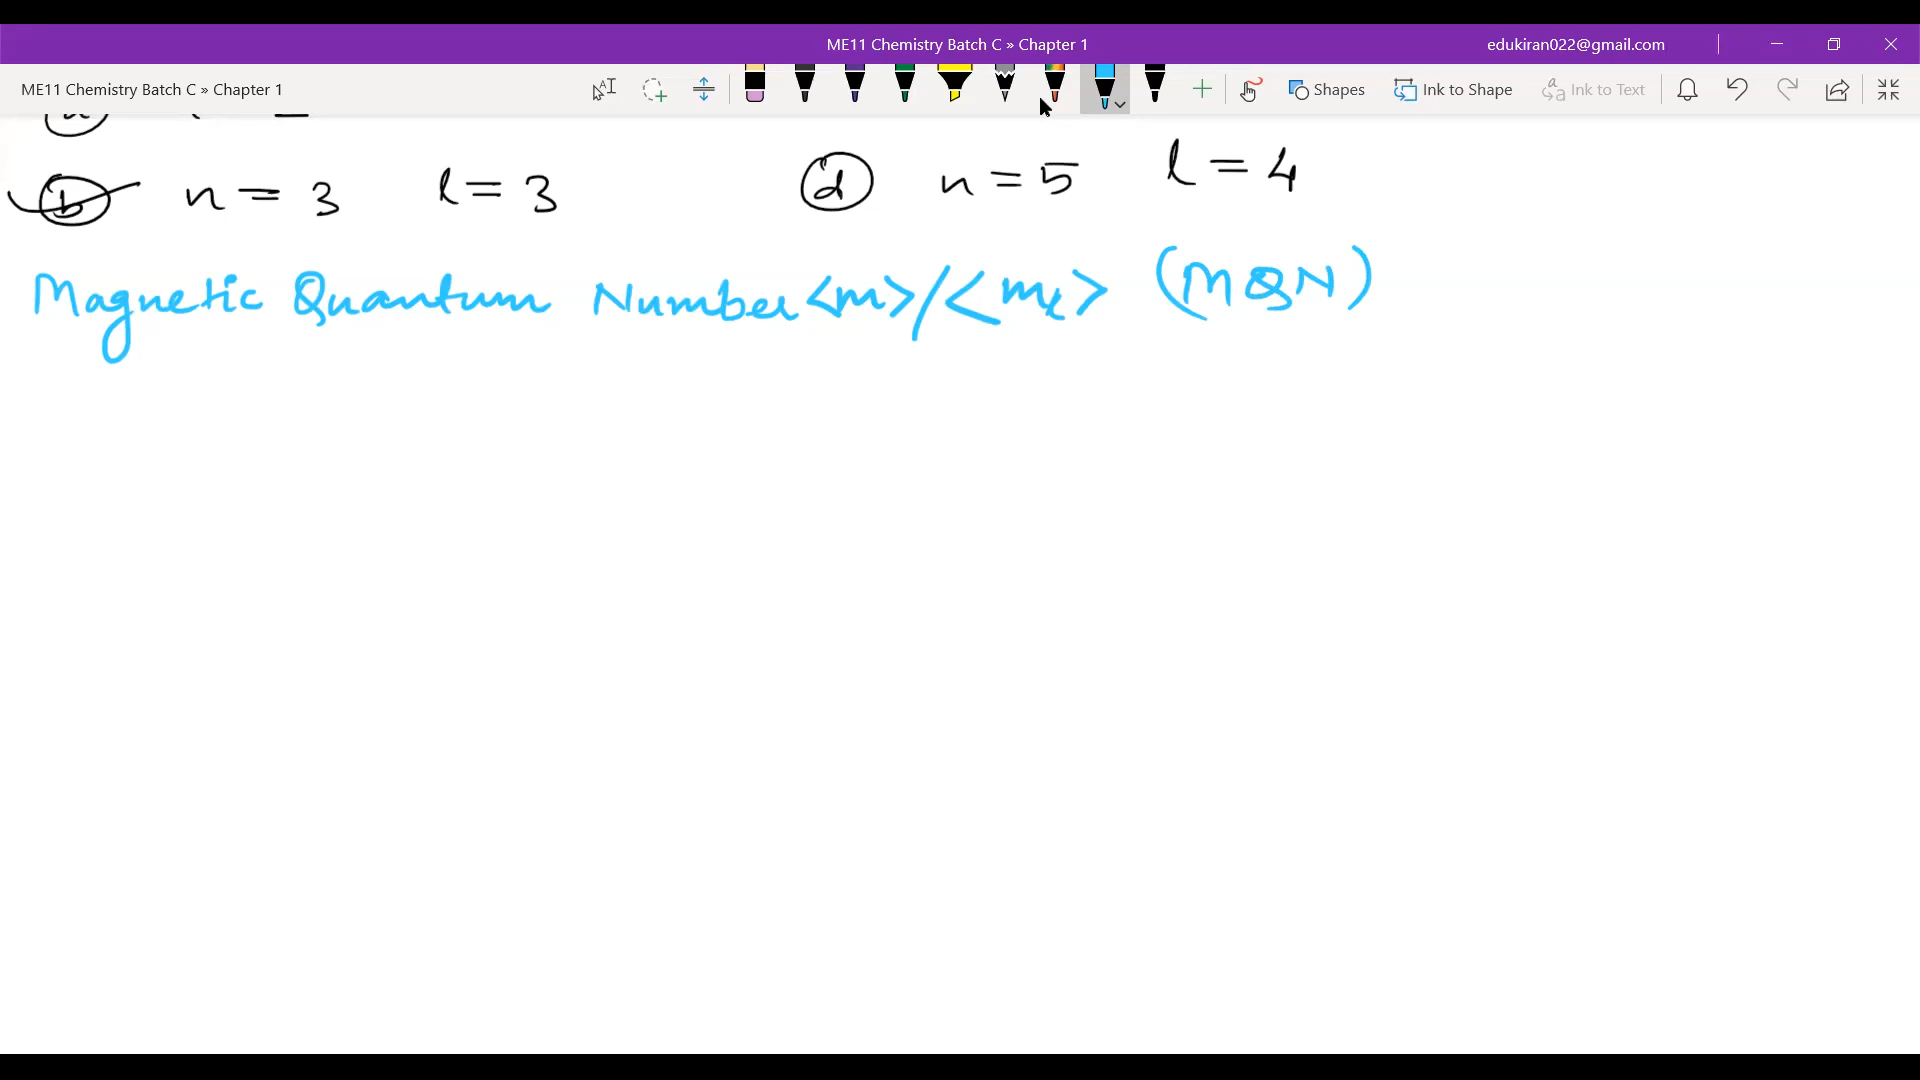 ME11 Chemistry Batch C » Chapter 1
edukiran022@gmail.com
ME11 Chemistry Batch C » Chapter 1
Shapes
Ink to Shape
Ink to Text
(b) n = 3 l = 3 (d) n = 5 l = 4
Magnetic Quantum Number <m>/<mₗ> (MQN)